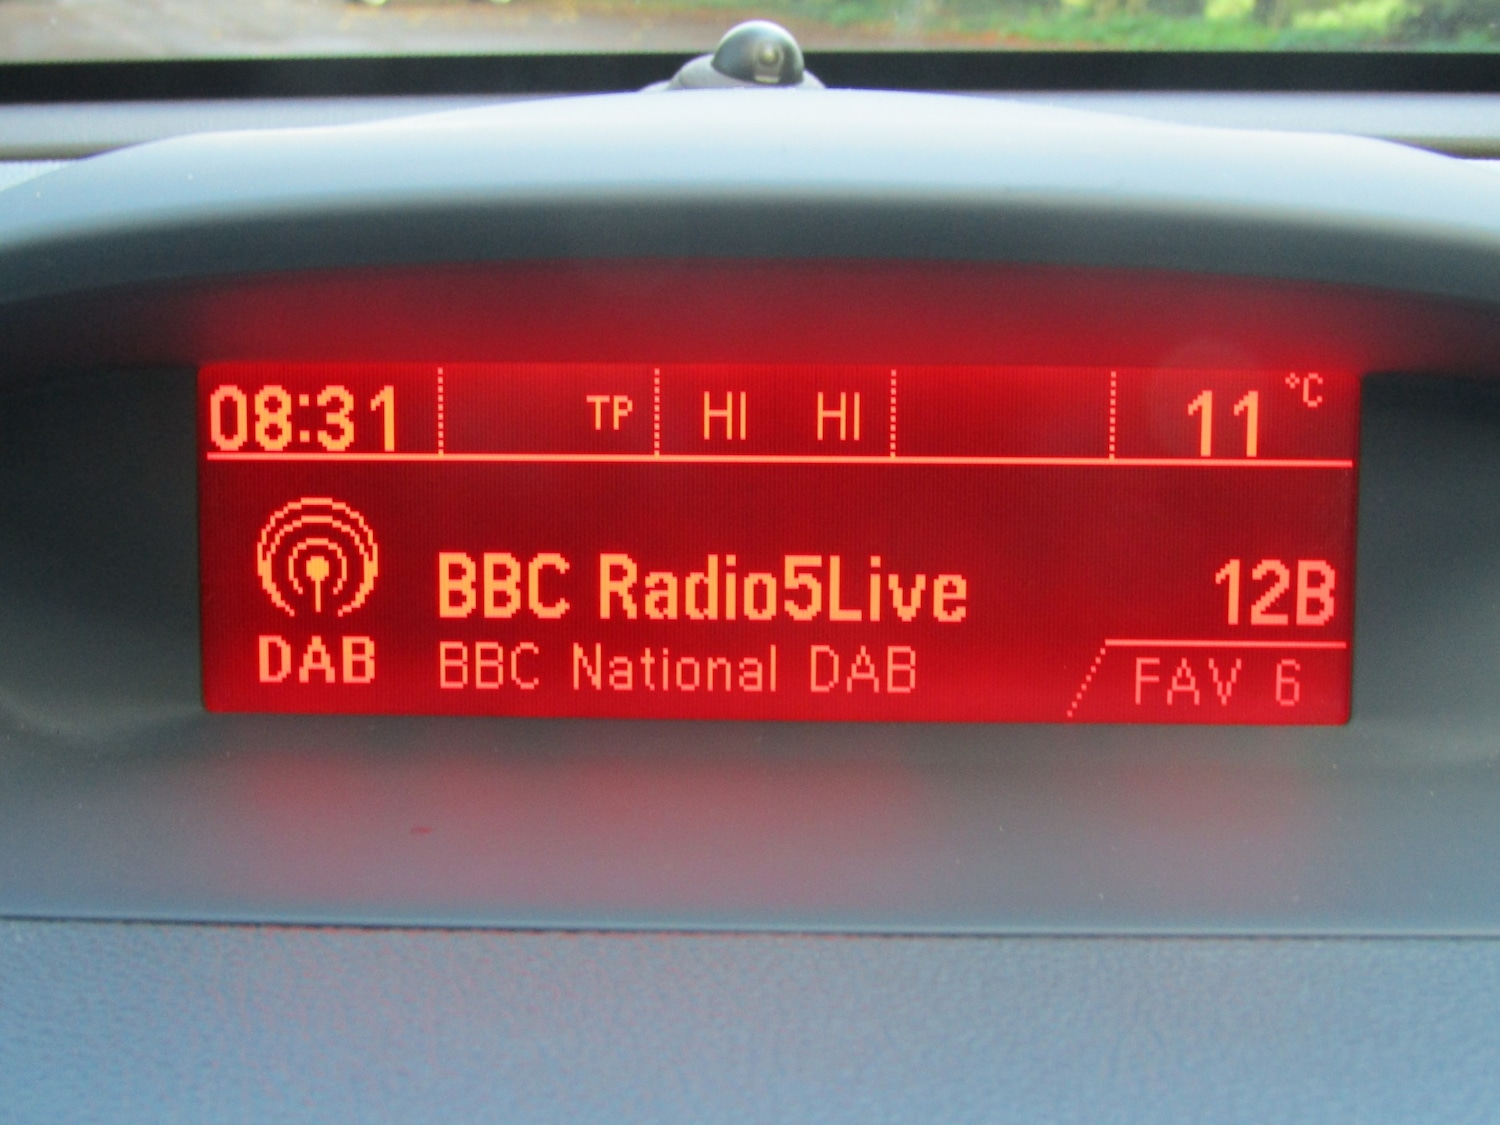 08:31 TP HI HI 11 °C
BBC Radio5Live 12B
DAB BBC National DAB FAV 6